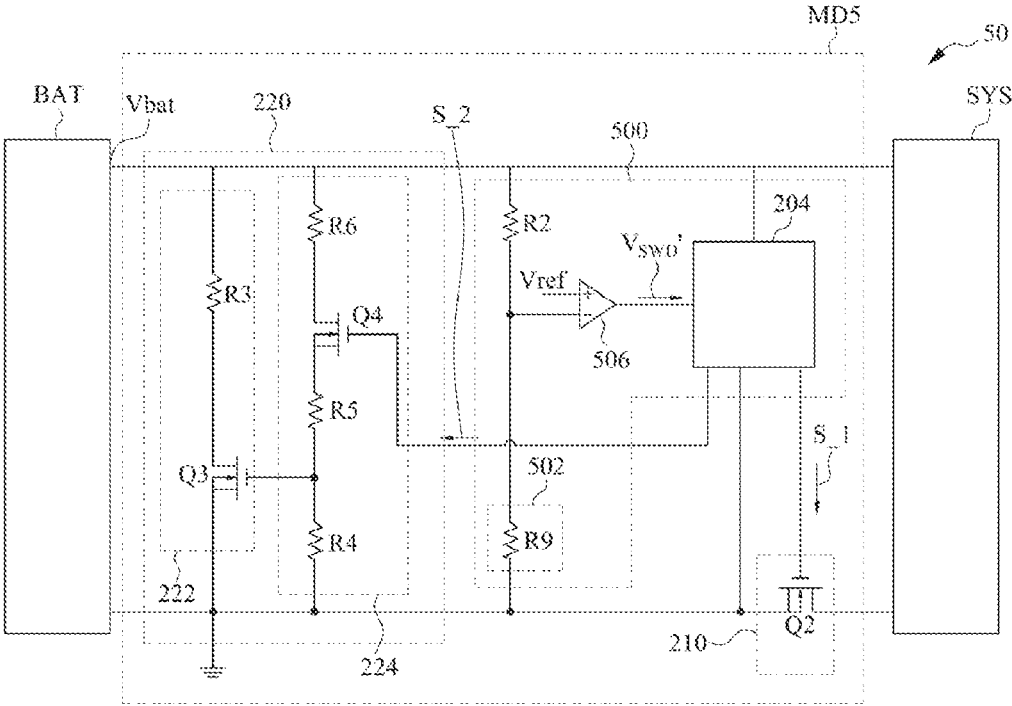 MD5
50
BAT
Vbat
220
S_2
500
SYS
204
R6
R2
Vswo'
Vref
+
R3
Q4
−
506
R5
S_1
Q3
502
R4
R9
222
Q2
210
224